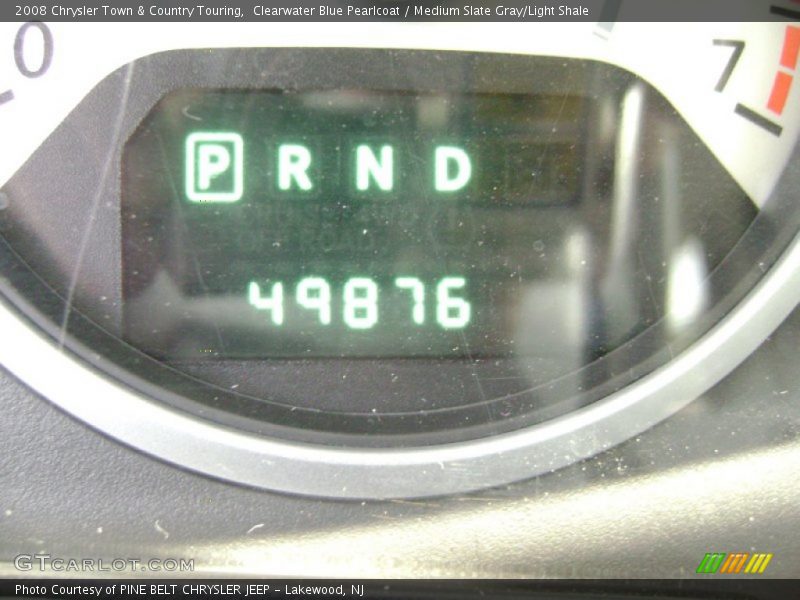 2008 Chrysler Town & Country Touring,  Clearwater Blue Pearlcoat / Medium Slate Gray/Light Shale
0
7
P R N D
49876
GTCARLOT.COM
Photo Courtesy of PINE BELT CHRYSLER JEEP - Lakewood, NJ